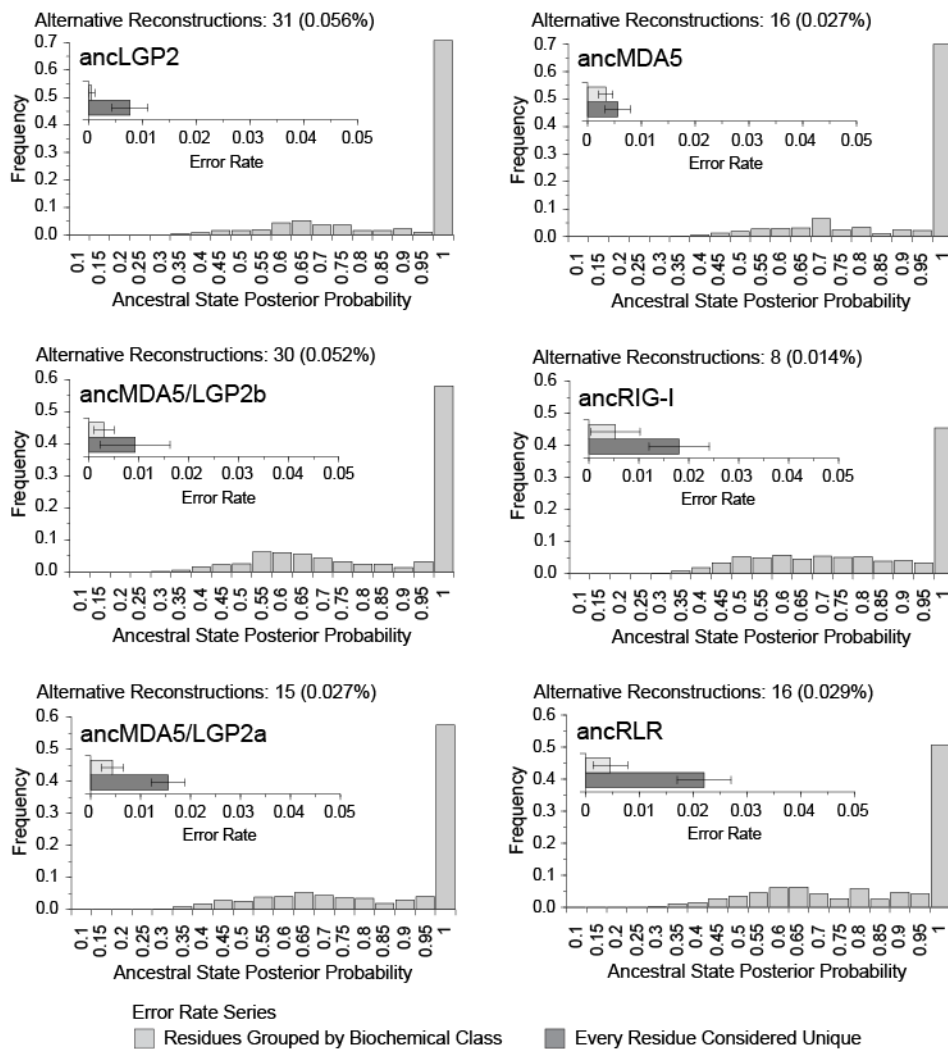 Alternative Reconstructions: 31 (0.056%)
ancLGP2
Frequency
0.7
0.6
0.5
0.4
0.3
0.2
0.1
0.0
0 0.01 0.02 0.03 0.04 0.05
Error Rate
0.1 0.15 0.2 0.25 0.3 0.35 0.4 0.45 0.5 0.55 0.6 0.65 0.7 0.75 0.8 0.85 0.9 0.95 1
Ancestral State Posterior Probability
Alternative Reconstructions: 16 (0.027%)
ancMDA5
Frequency
0.7
0.6
0.5
0.4
0.3
0.2
0.1
0.0
0 0.01 0.02 0.03 0.04 0.05
Error Rate
0.1 0.15 0.2 0.25 0.3 0.35 0.4 0.45 0.5 0.55 0.6 0.65 0.7 0.75 0.8 0.85 0.9 0.95 1
Ancestral State Posterior Probability
Alternative Reconstructions: 30 (0.052%)
ancMDA5/LGP2b
Frequency
0.6
0.5
0.4
0.3
0.2
0.1
0.0
0 0.01 0.02 0.03 0.04 0.05
Error Rate
0.1 0.15 0.2 0.25 0.3 0.35 0.4 0.45 0.5 0.55 0.6 0.65 0.7 0.75 0.8 0.85 0.9 0.95 1
Ancestral State Posterior Probability
Alternative Reconstructions: 8 (0.014%)
ancRIG-I
Frequency
0.6
0.5
0.4
0.3
0.2
0.1
0.0
0 0.01 0.02 0.03 0.04 0.05
Error Rate
0.1 0.15 0.2 0.25 0.3 0.35 0.4 0.45 0.5 0.55 0.6 0.65 0.7 0.75 0.8 0.85 0.9 0.95 1
Ancestral State Posterior Probability
Alternative Reconstructions: 15 (0.027%)
ancMDA5/LGP2a
Frequency
0.6
0.5
0.4
0.3
0.2
0.1
0.0
0 0.01 0.02 0.03 0.04 0.05
Error Rate
0.1 0.15 0.2 0.25 0.3 0.35 0.4 0.45 0.5 0.55 0.6 0.65 0.7 0.75 0.8 0.85 0.9 0.95 1
Ancestral State Posterior Probability
Alternative Reconstructions: 16 (0.029%)
ancRLR
Frequency
0.6
0.5
0.4
0.3
0.2
0.1
0.0
0 0.01 0.02 0.03 0.04 0.05
Error Rate
0.1 0.15 0.2 0.25 0.3 0.35 0.4 0.45 0.5 0.55 0.6 0.65 0.7 0.75 0.8 0.85 0.9 0.95 1
Ancestral State Posterior Probability
Error Rate Series
Residues Grouped by Biochemical Class
Every Residue Considered Unique